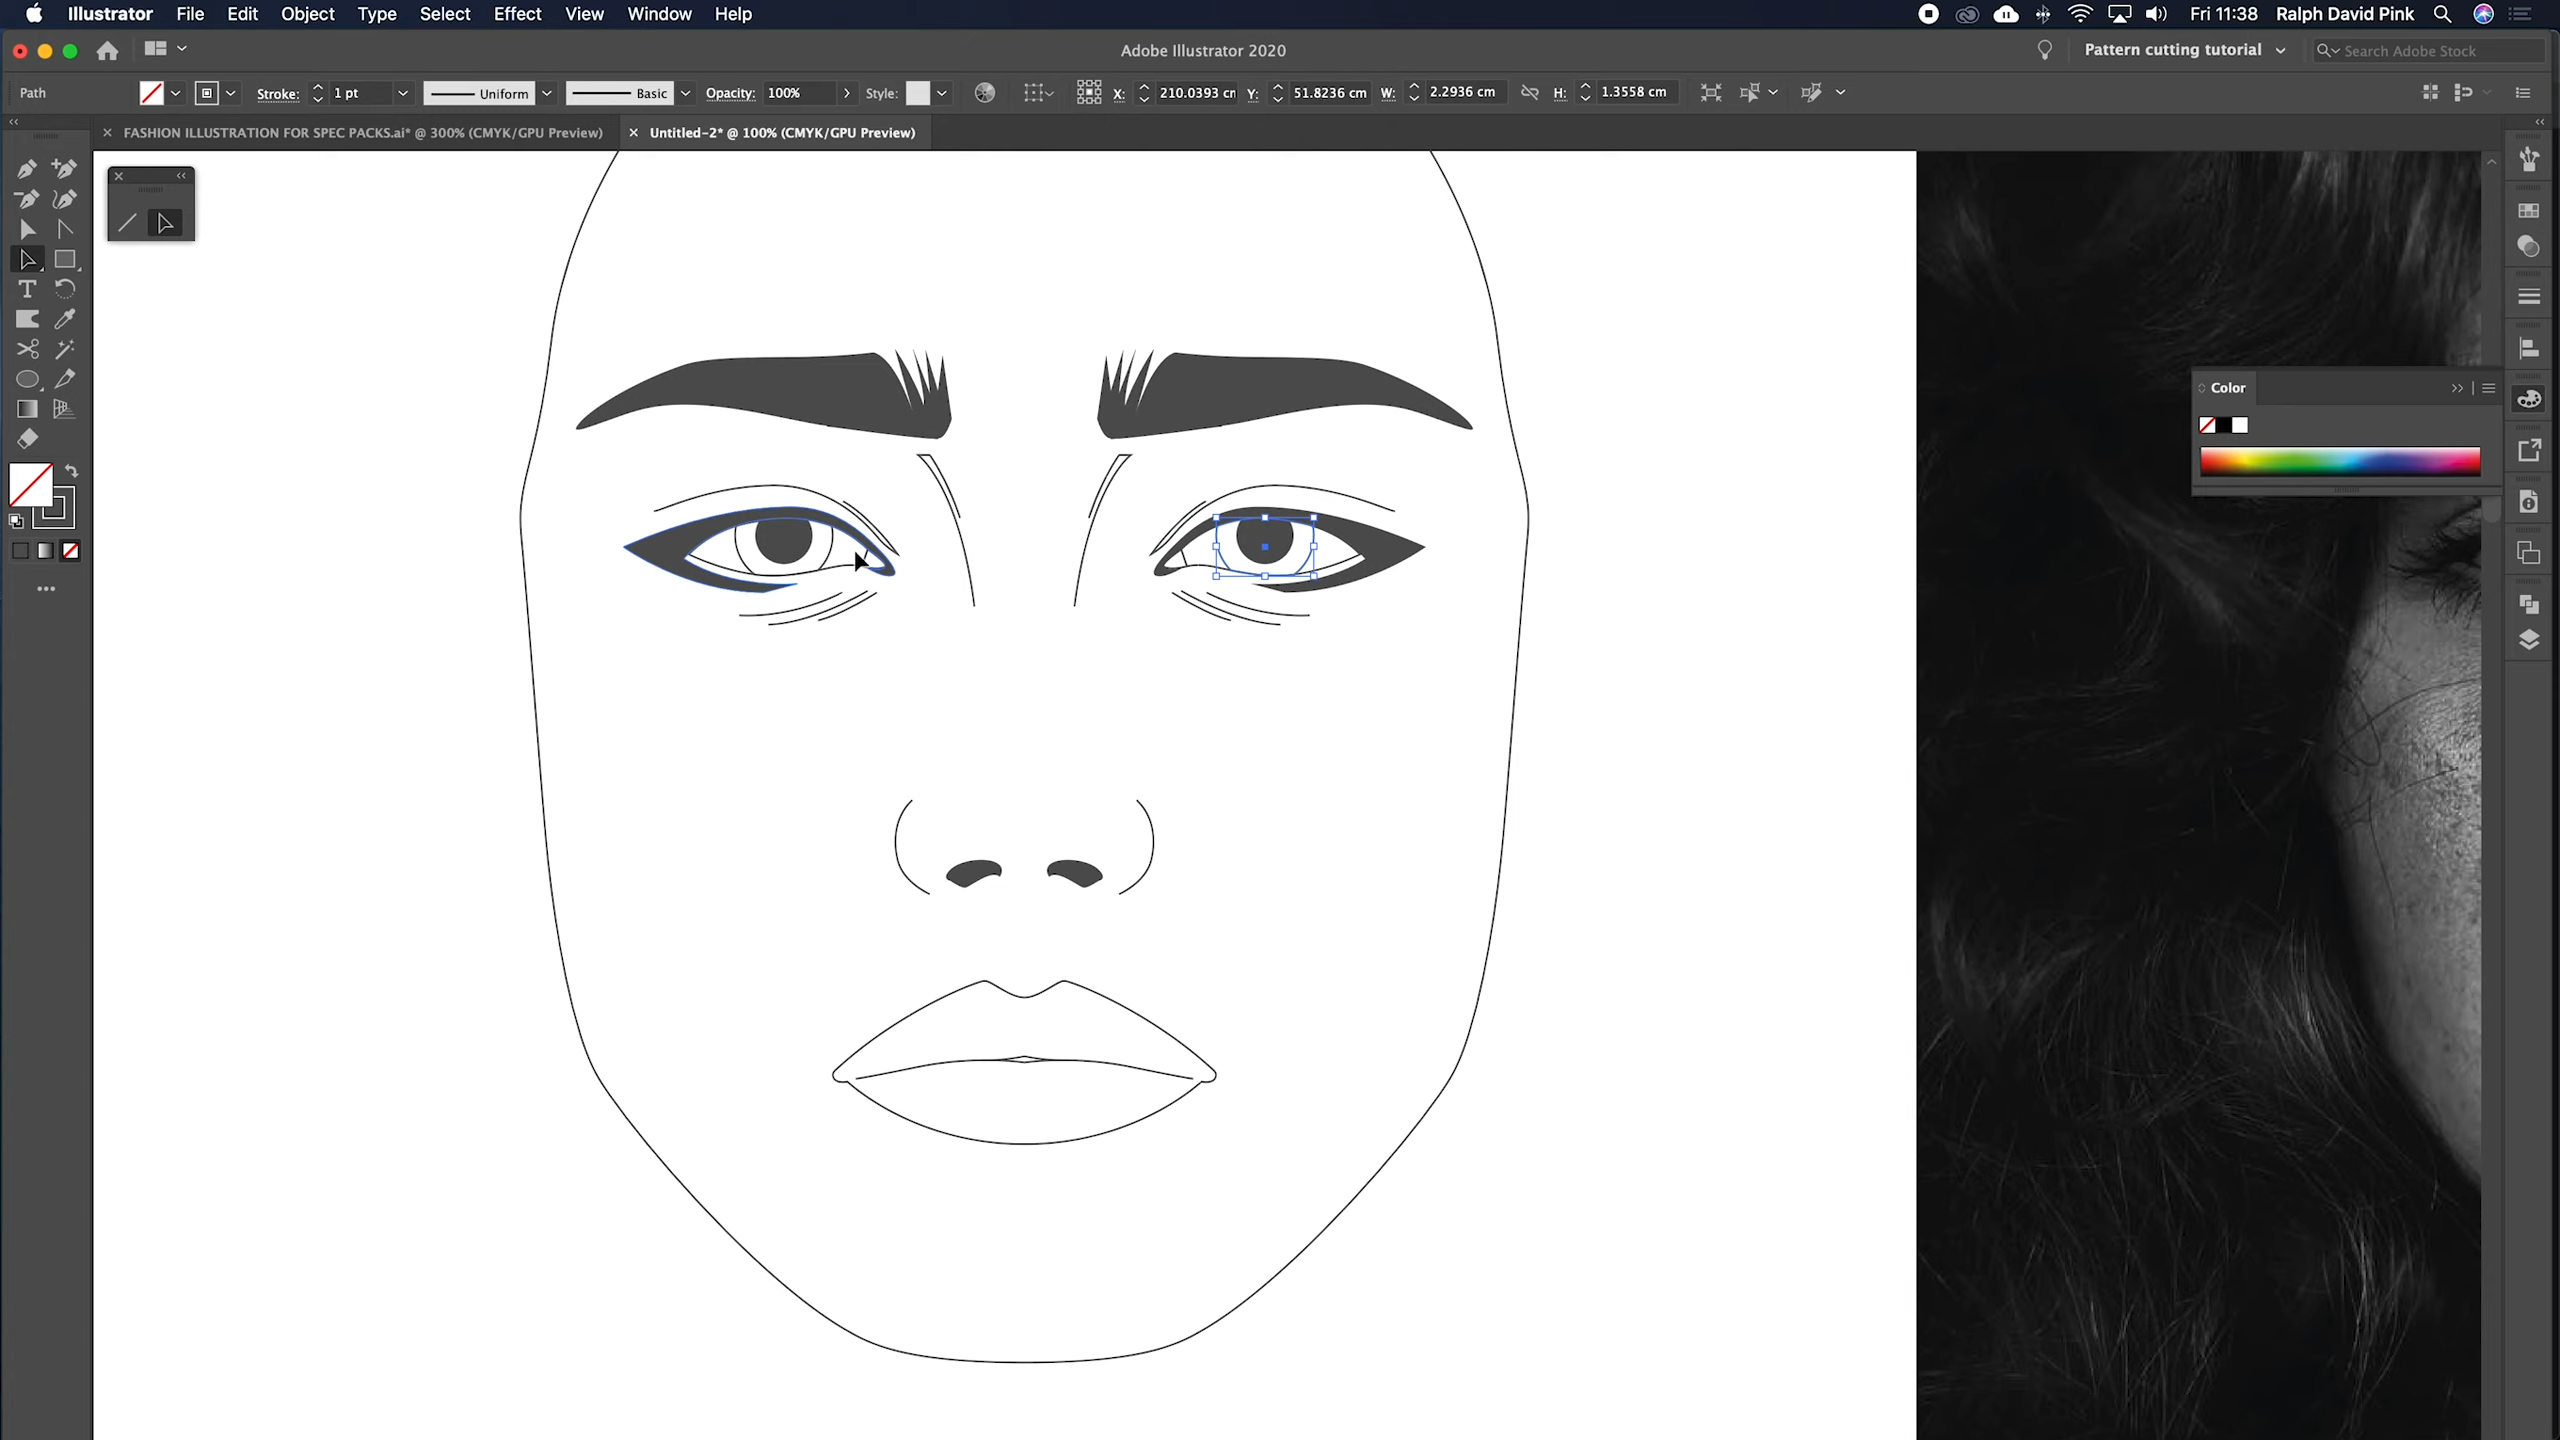 Illustrator File Edit Object Type Select Effect View Window Help Fri 11:38 Ralph David Pink
Adobe Illustrator 2020 Pattern cutting tutorial Search Adobe Stock
Path Stroke: 1 pt Uniform Basic Opacity: 100% Style: X: 210.0393 cm Y: 51.8236 cm W: 2.2936 cm H: 1.3558 cm
FASHION ILLUSTRATION FOR SPEC PACKS.ai* @ 300% (CMYK/GPU Preview) Untitled-2* @ 100% (CMYK/GPU Preview)
Color